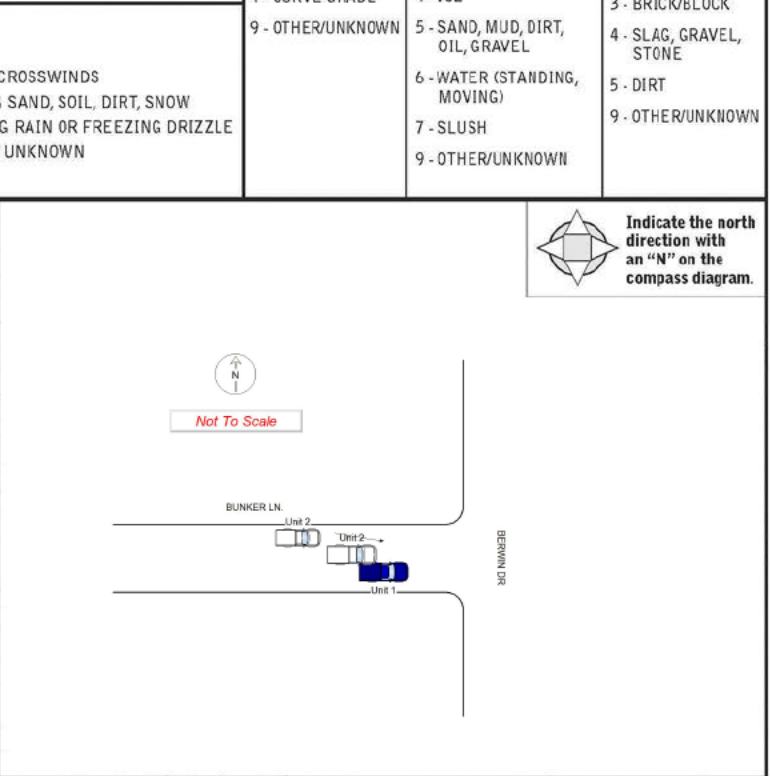 9 - OTHER/UNKNOWN
CROSSWINDS
SAND, SOIL, DIRT, SNOW
G RAIN OR FREEZING DRIZZLE
UNKNOWN
5 - SAND, MUD, DIRT,
OIL, GRAVEL
6 - WATER (STANDING,
MOVING)
7 - SLUSH
9 - OTHER/UNKNOWN
3 - BRICK/BLOCK
4 - SLAG, GRAVEL,
STONE
5 - DIRT
9 - OTHER/UNKNOWN
Indicate the north
direction with
an “N” on the
compass diagram.
N
Not To Scale
BUNKER LN.
Unit 2
Unit 2
Unit 1
BERWIN DR